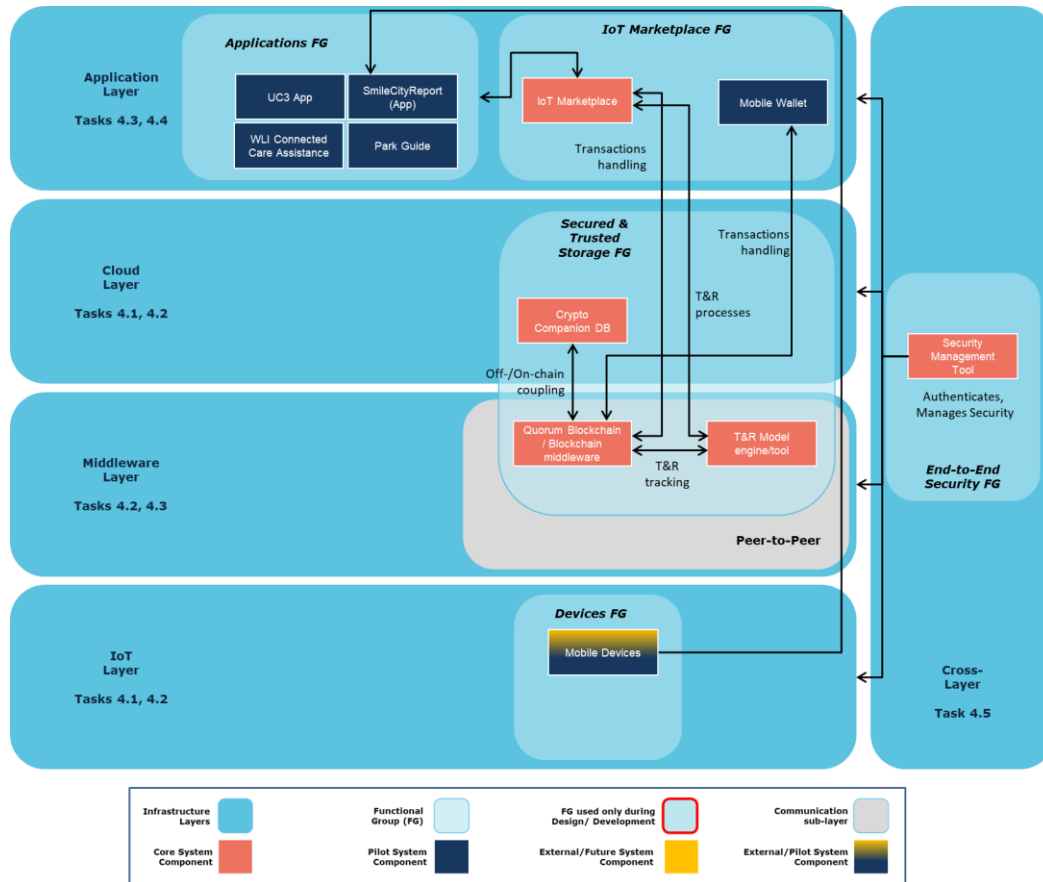 Applications FG
IoT Marketplace FG
Application
Layer
Tasks 4.3, 4.4
UC3 App
SmileCityReport
(App)
WLI Connected
Care Assistance
Park Guide
IoT Marketplace
Mobile Wallet
Transactions
handling
Cloud
Layer
Tasks 4.1, 4.2
Secured &
Trusted
Storage FG
Transactions
handling
T&R
processes
Crypto
Companion DB
Off-/On-chain
coupling
Security
Management
Tool
Authenticates,
Manages Security
End-to-End
Security FG
Middleware
Layer
Tasks 4.2, 4.3
Quorum Blockchain
/ Blockchain
middleware
T&R Model
engine/tool
T&R
tracking
Peer-to-Peer
IoT
Layer
Tasks 4.1, 4.2
Devices FG
Mobile Devices
Cross-
Layer
Task 4.5
Infrastructure
Layers
Functional
Group (FG)
FG used only during
Design/ Development
Communication
sub-layer
Core System
Component
Pilot System
Component
External/Future System
Component
External/Pilot System
Component